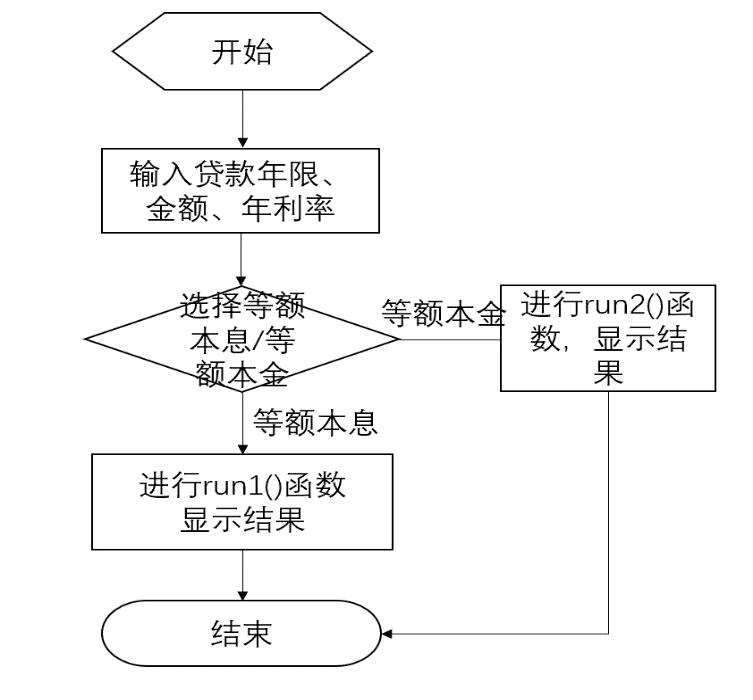 开始
输入贷款年限、
金额、年利率
选择等额
本息/等
额本金
等额本金
进行run2()函
数， 显示结
果
等额本息
进行run1()函数
显示结果
结束